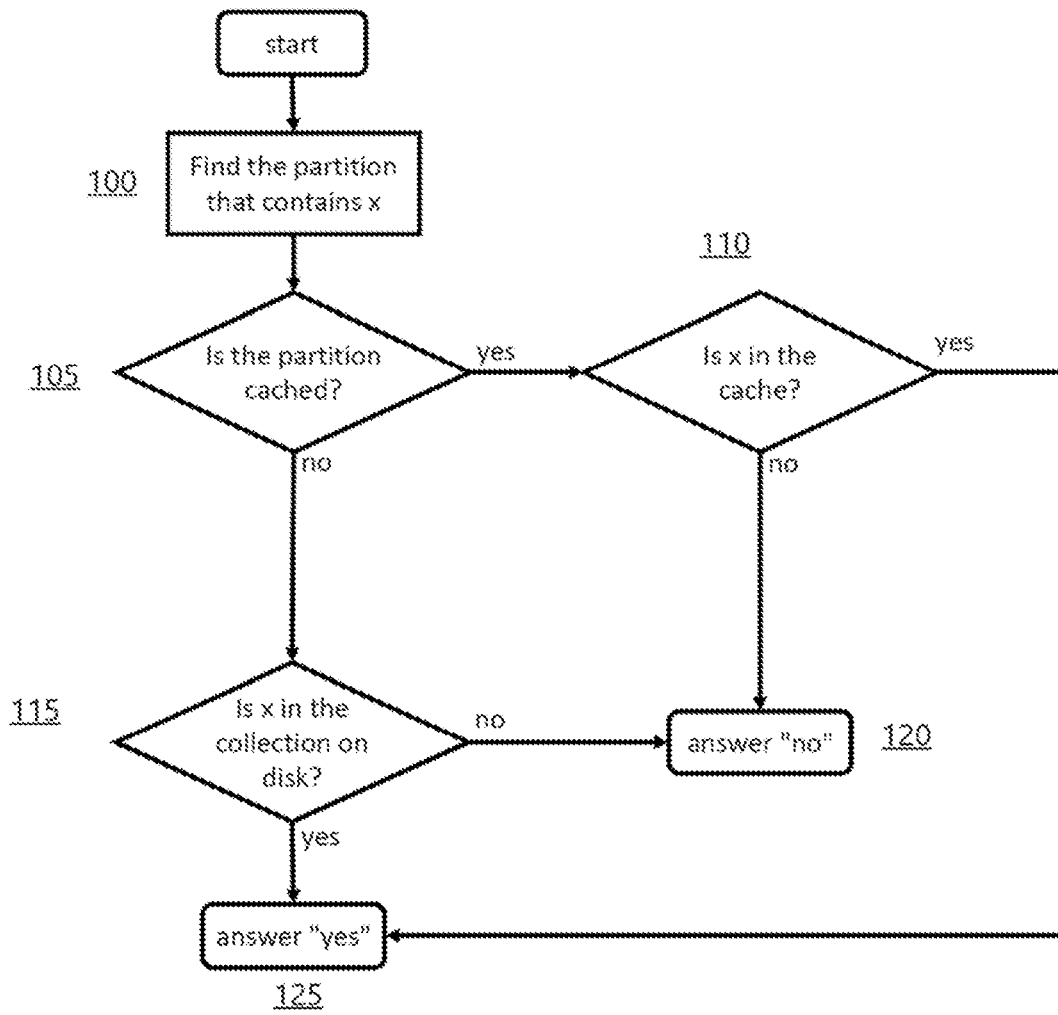 start
100
Find the partition
that contains x
110
105
Is the partition
cached?
yes
Is x in the
cache?
yes
no
no
115
Is x in the
collection on
disk?
no
answer "no"
120
yes
answer "yes"
125